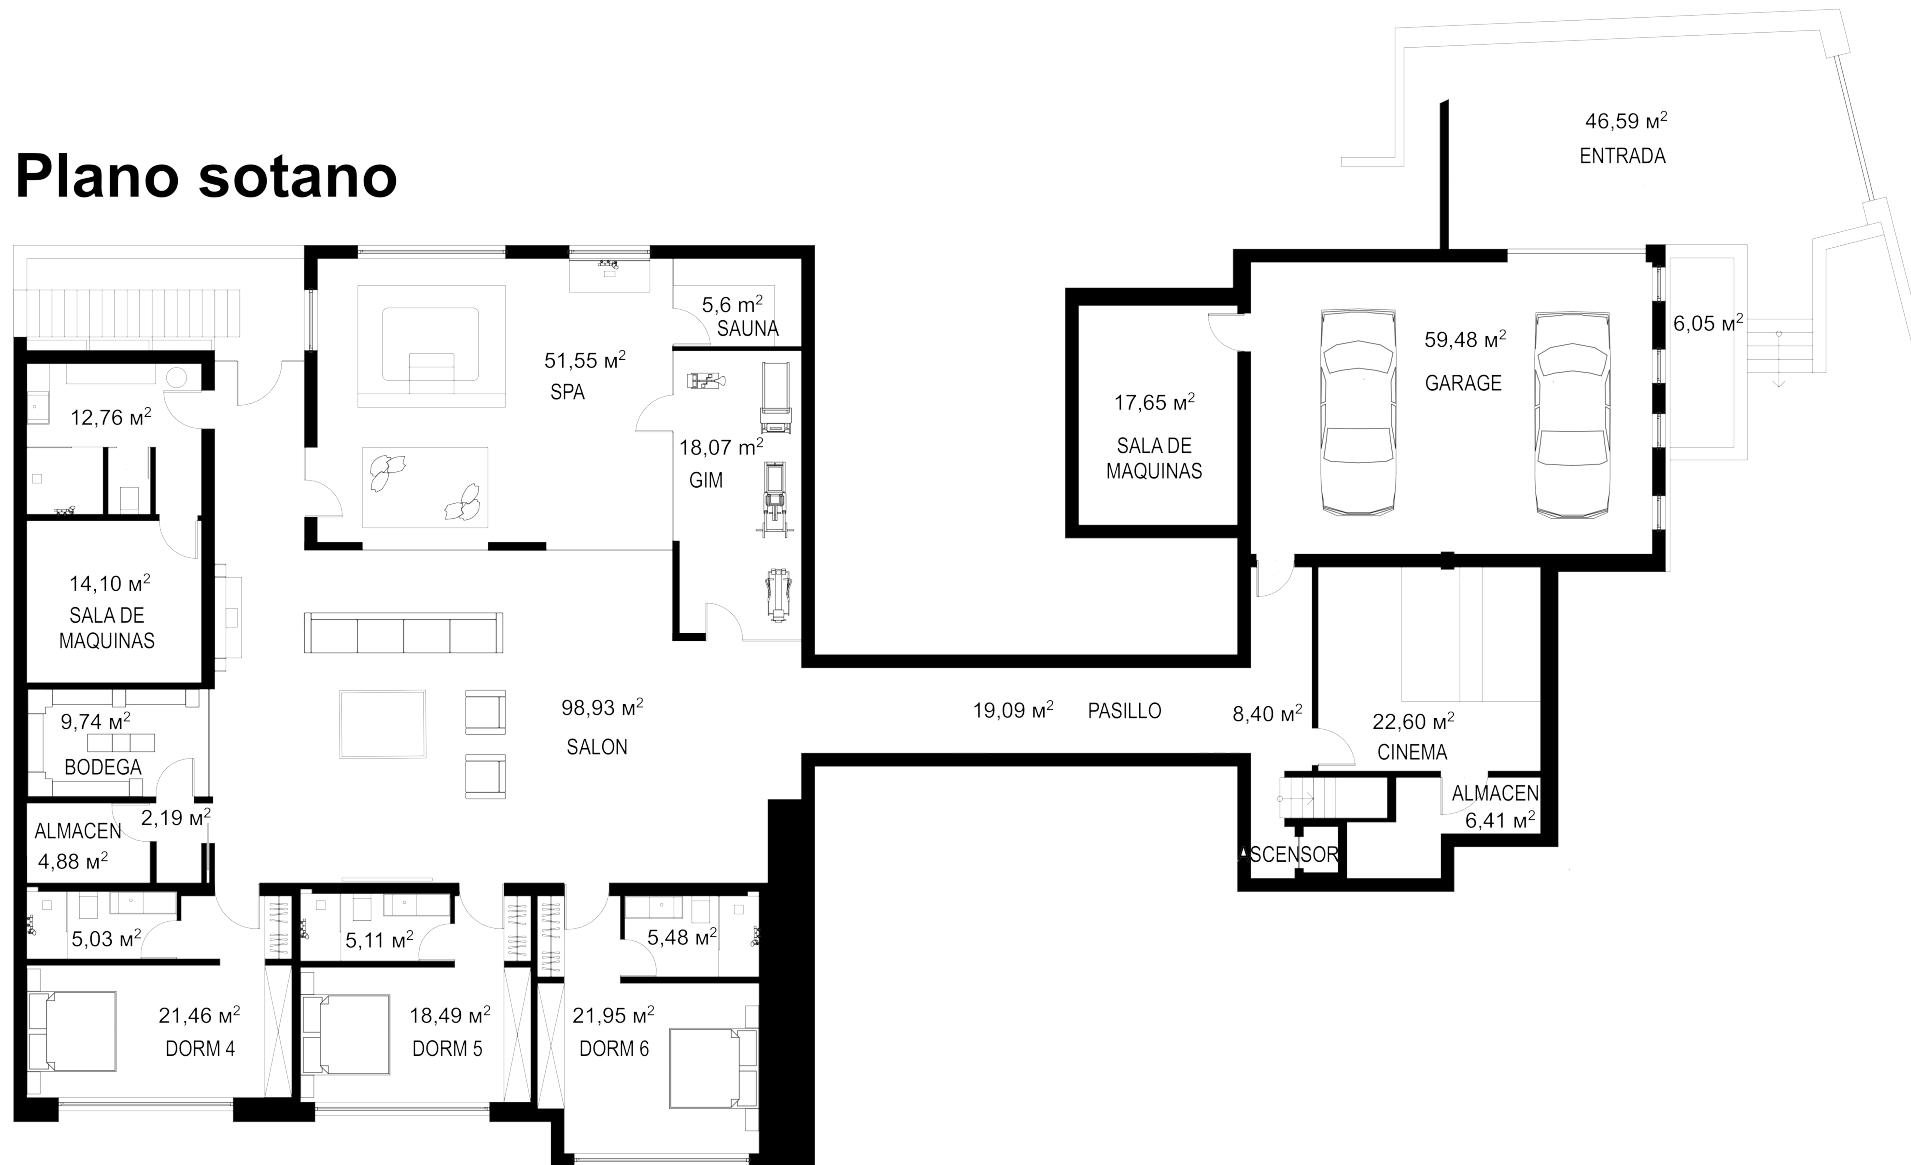 Plano sotano
46,59 м²
ENTRADA
5,6 m²
SAUNA
51,55 м²
SPA
59,48 м²
GARAGE
6,05 м²
12,76 м²
18,07 m²
GIM
17,65 м²
SALA DE
MAQUINAS
14,10 м²
SALA DE
MAQUINAS
98,93 м²
SALON
19,09 м²
PASILLO
8,40 м²
22,60 м²
CINEMA
9,74 м²
BODEGA
2,19 м²
ALMACEN
4,88 м²
ALMACEN
6,41 м²
ASCENSOR
5,03 м²
5,11 м²
5,48 м²
21,46 м²
DORM 4
18,49 м²
DORM 5
21,95 м²
DORM 6